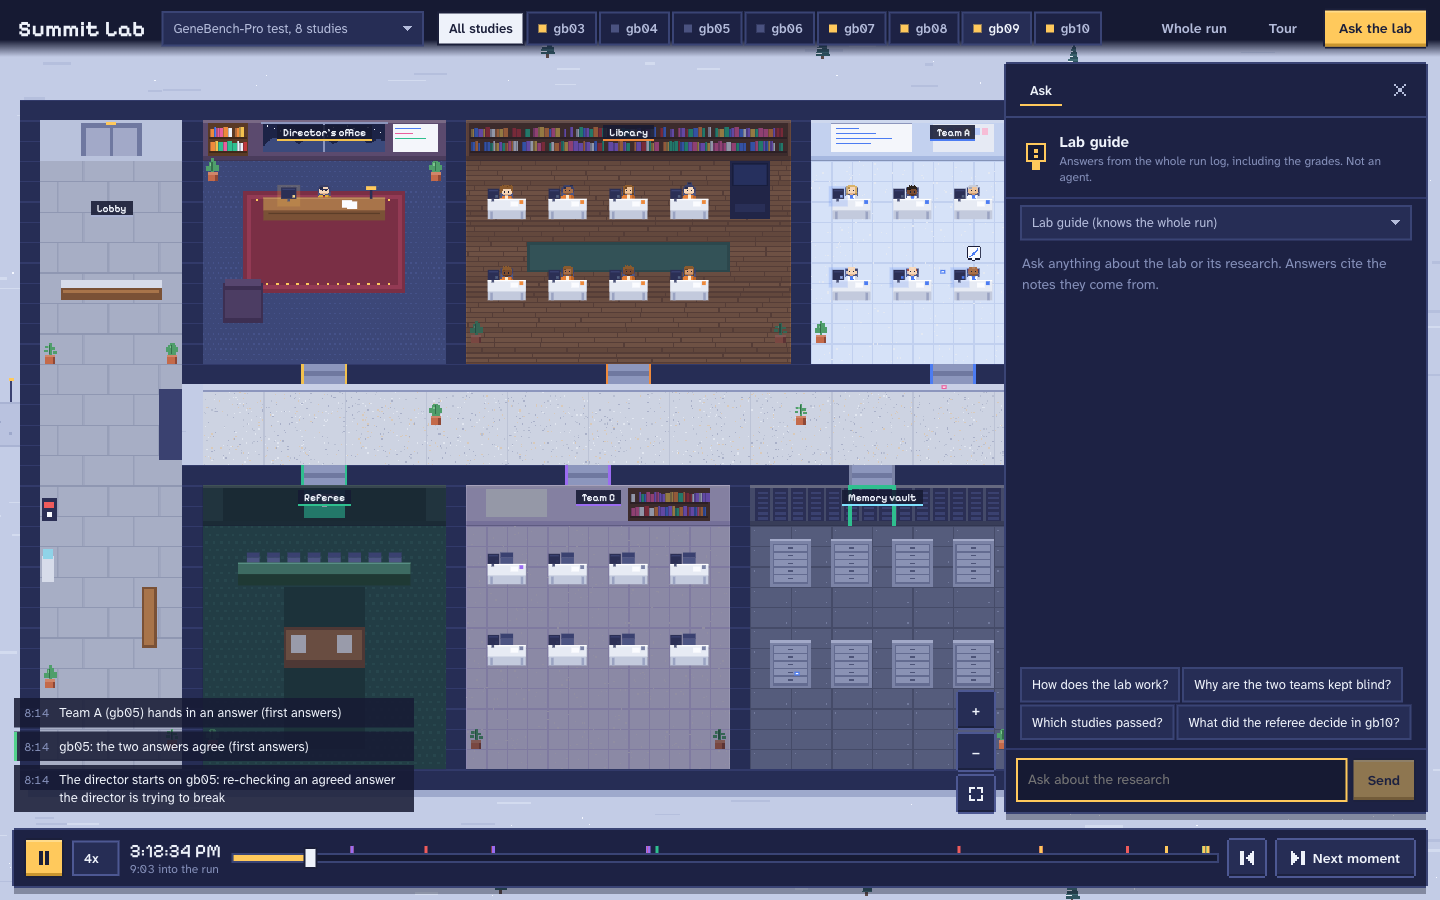 Summit Lab
GeneBench-Pro test, 8 studies
All studies
gb03
gb04
gb05
gb06
gb07
gb08
gb09
gb10
Whole run
Tour
Ask the lab
Director's office
Library
Team A
Lobby
Referee
Team O
Memory vault
Ask
Lab guide
Answers from the whole run log, including the grades. Not an
agent.
Lab guide (knows the whole run)
Ask anything about the lab or its research. Answers cite the
notes they come from.
How does the lab work?
Why are the two teams kept blind?
Which studies passed?
What did the referee decide in gb10?
Ask about the research
Send
8:14 Team A (gb05) hands in an answer (first answers)
8:14 gb05: the two answers agree (first answers)
8:14 The director starts on gb05: re-checking an agreed answer
the director is trying to break
+
−
4x
3:12:34 PM
9:03 into the run
Next moment